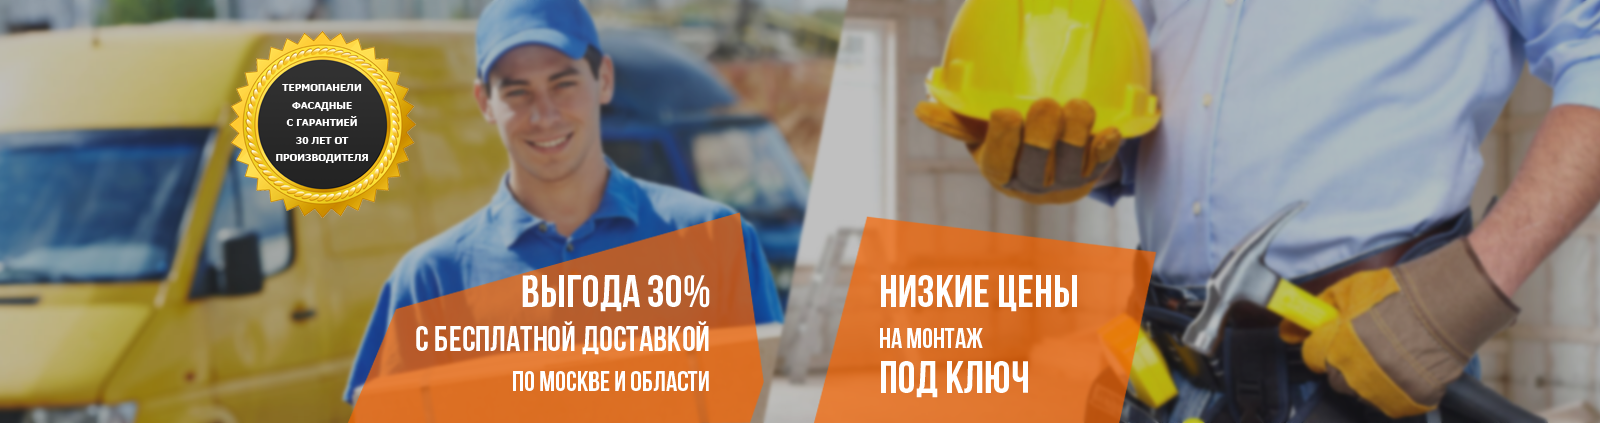 ТЕРМОПАНЕЛИ
ФАСАДНЫЕ
С ГАРАНТИЕЙ
30 ЛЕТ ОТ
ПРОИЗВОДИТЕЛЯ
ВЫГОДА 30%
С БЕСПЛАТНОЙ ДОСТАВКОЙ
ПО МОСКВЕ И ОБЛАСТИ
НИЗКИЕ ЦЕНЫ
НА МОНТАЖ
ПОД КЛЮЧ